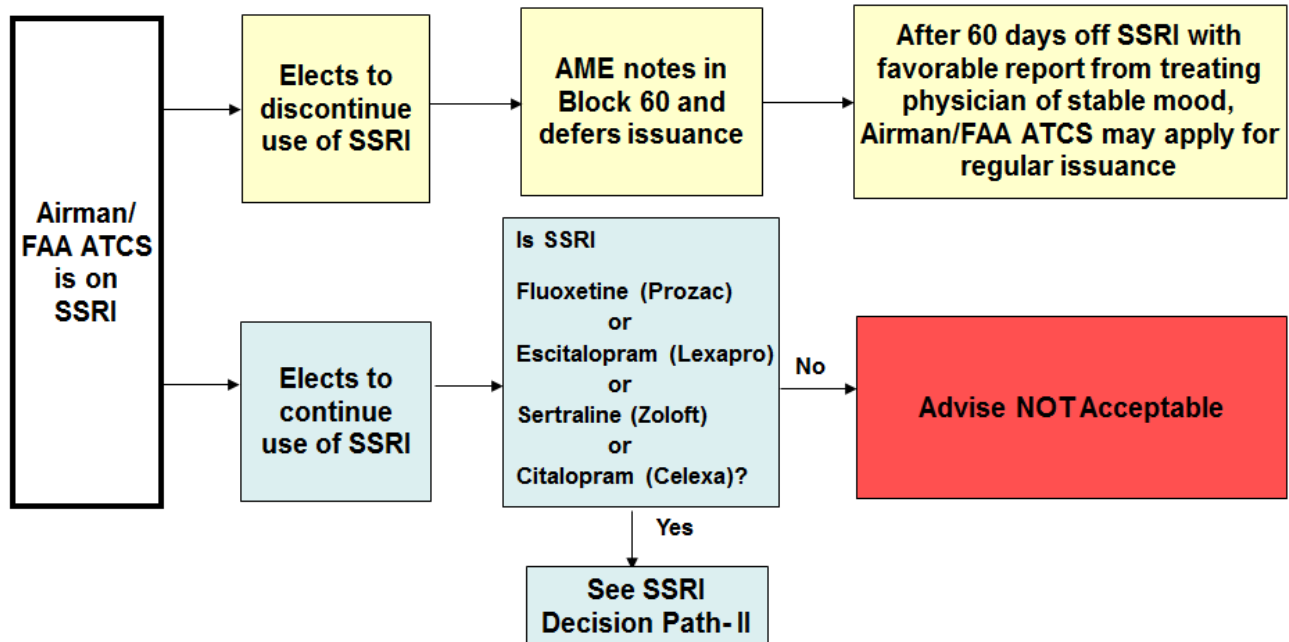 Airman/
FAA ATCS
is on
SSRI
Elects to
discontinue
use of SSRI
AME notes in
Block 60 and
defers issuance
After 60 days off SSRI with
favorable report from treating
physician of stable mood,
Airman/FAA ATCS may apply for
regular issuance
Elects to
continue
use of SSRI
Is SSRI
Fluoxetine (Prozac)
or
Escitalopram (Lexapro)
or
Sertraline (Zoloft)
or
Citalopram (Celexa)?
No
Advise NOT Acceptable
Yes
See SSRI
Decision Path- II